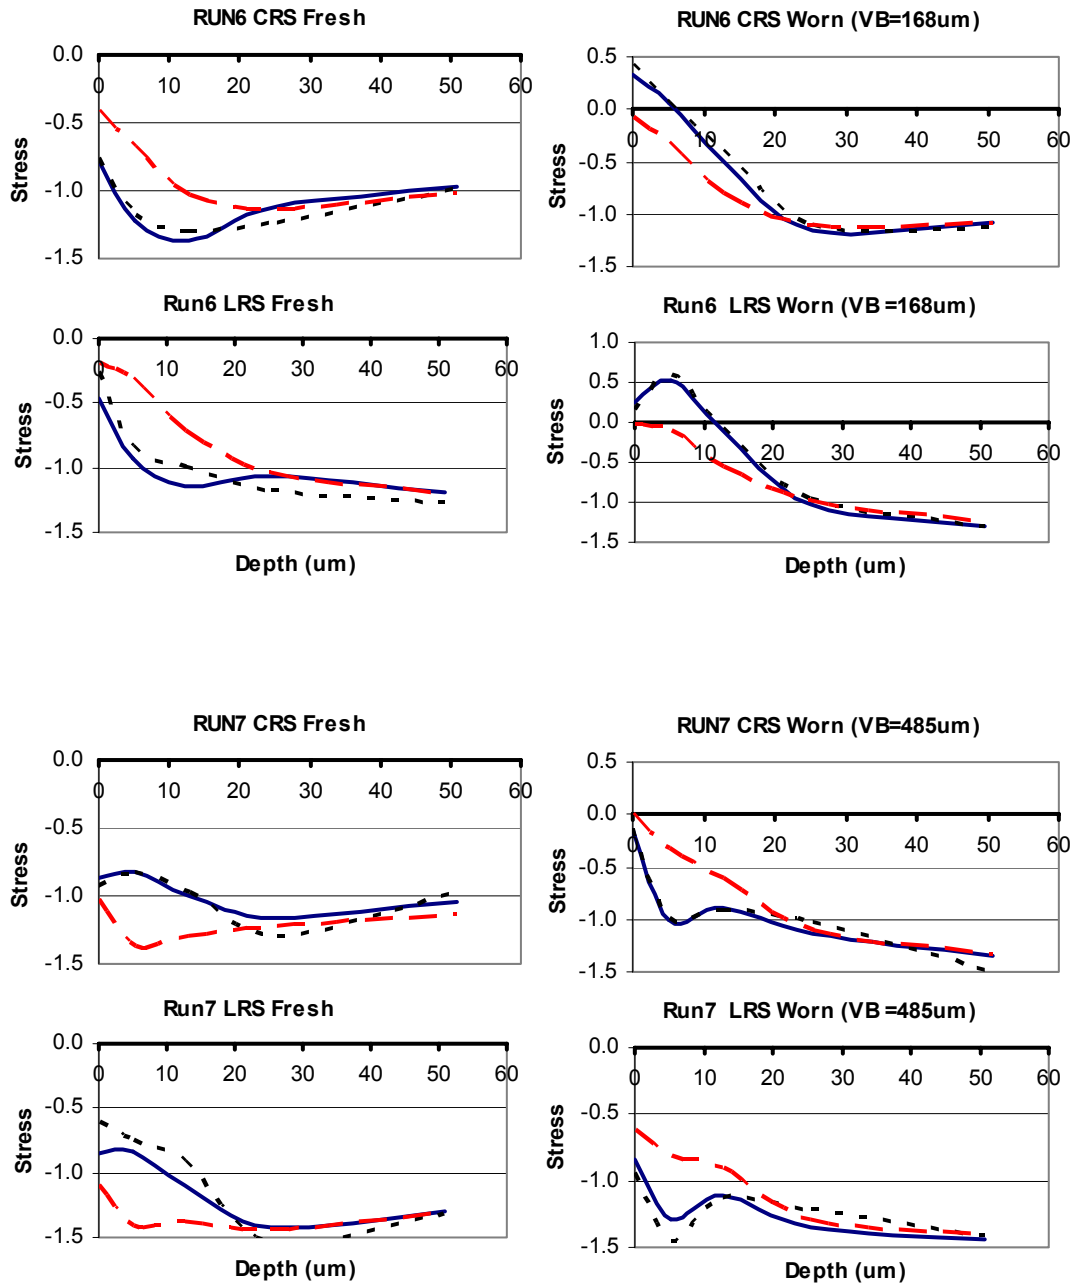 RUN6 CRS Fresh
0.0
0 10 20 30 40 50 60
-0.5
-1.0
-1.5
Stress
RUN6 CRS Worn (VB=168um)
0.5
0.0
0 10 20 30 40 50 60
-0.5
-1.0
-1.5
Stress
Run6 LRS Fresh
0.0
0 10 20 30 40 50 60
-0.5
-1.0
-1.5
Stress
Depth (um)
Run6 LRS Worn (VB =168um)
1.0
0.5
0.0
0 10 20 30 40 50 60
-0.5
-1.0
-1.5
Stress
Depth (um)
RUN7 CRS Fresh
0.0
0 10 20 30 40 50 60
-0.5
-1.0
-1.5
Stress
RUN7 CRS Worn (VB=485um)
0.5
0.0
0 10 20 30 40 50 60
-0.5
-1.0
-1.5
Stress
Run7 LRS Fresh
0.0
0 10 20 30 40 50 60
-0.5
-1.0
-1.5
Stress
Run7 LRS Worn (VB =485um)
0.0
0 10 20 30 40 50 60
-0.5
-1.0
-1.5
Stress
Depth (um)